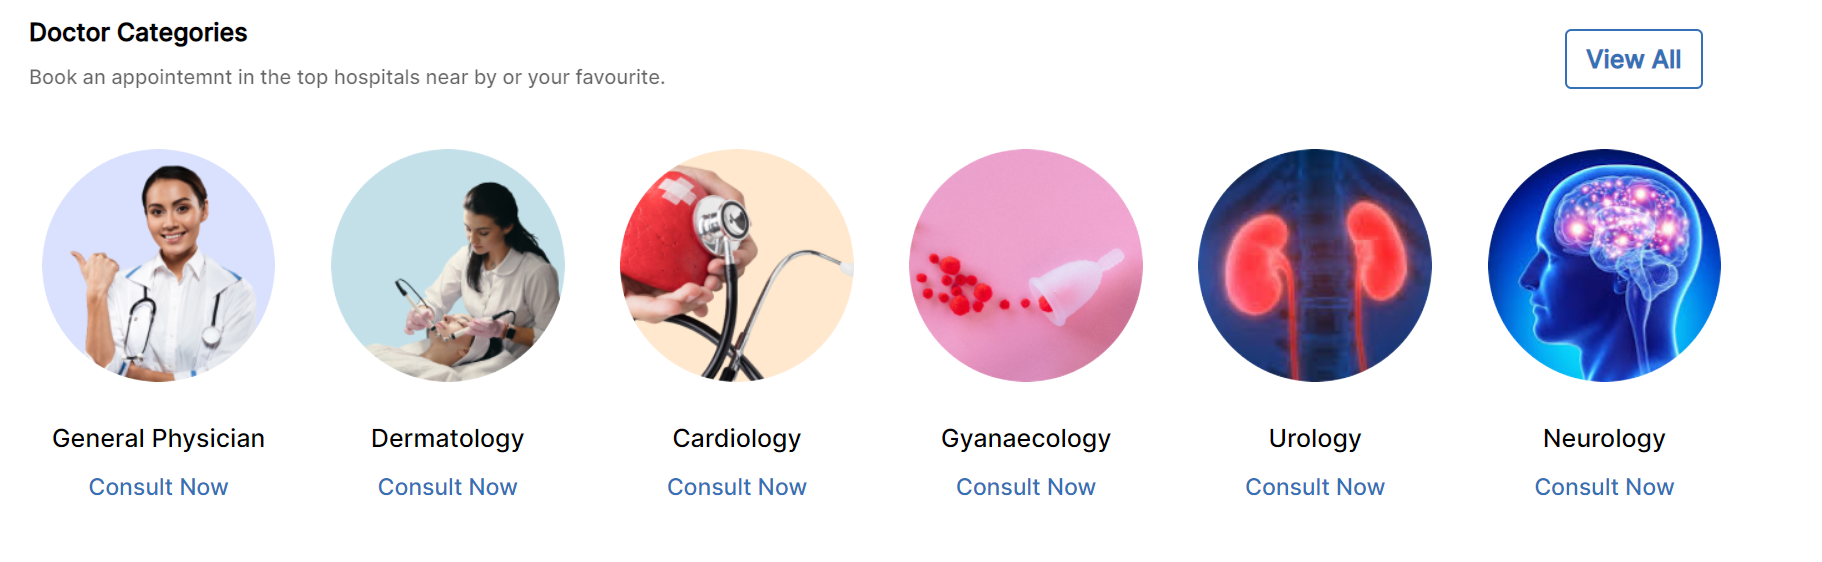 Doctor Categories
Book an appointemnt in the top hospitals near by or your favourite.
View All
General Physician
Dermatology
Cardiology
Gyanaecology
Urology
Neurology
Consult Now
Consult Now
Consult Now
Consult Now
Consult Now
Consult Now